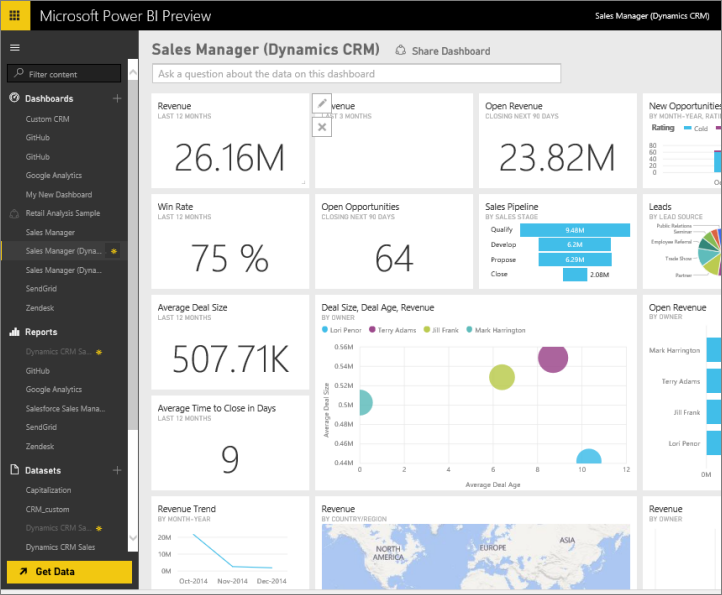 Microsoft Power BI Preview
Sales Manager (Dynamics CRM)
Filter content
Dashboards
Custom CRM
GitHub
GitHub
Google Analytics
My New Dashboard
Retail Analysis Sample
Sales Manager
Sales Manager (Dyna...
Sales Manager (Dyna...
SendGrid
Zendesk
Reports
Dynamics CRM Sa...
GitHub
Google Analytics
Salesforce Sales Mana...
SendGrid
Zendesk
Datasets
Capitalization
CRM_custom
Dynamics CRM Sa...
Dynamics CRM Sales
Get Data
Sales Manager (Dynamics CRM)
Share Dashboard
Ask a question about the data on this dashboard
Revenue
LAST 12 MONTHS
26.16M
venue
T 3 MONTHS
Open Revenue
CLOSING NEXT 90 DAYS
23.82M
New Opportunities
BY MONTH-YEAR, RATI
Rating Cold
80
60
40
20
0
Win Rate
LAST 12 MONTHS
75 %
Open Opportunities
CLOSING NEXT 90 DAYS
64
Sales Pipeline
BY SALES STAGE
Qualify 9.48M
Develop 6.2M
Propose 6.29M
Close 2.08M
Leads
BY LEAD SOURCE
Public Relations
Seminar
Employee Referral
Trade Show
Partner
Average Deal Size
LAST 12 MONTHS
507.71K
Deal Size, Deal Age, Revenue
BY OWNER
Lori Penor Terry Adams Jill Frank Mark Harrington
Average Deal Size
0.56M
0.54M
0.52M
0.5M
0.48M
0.46M
0.44M
0 2 4 6 8 10 12
Average Deal Age
Open Revenue
BY OWNER
Mark Harrington
Terry Adams
Jill Frank
Lori Penor
0M
Average Time to Close in Days
LAST 12 MONTHS
9
Revenue Trend
BY MONTH-YEAR
20M
10M
0M
Oct-2014 Nov-2014 Dec-2014
Revenue
BY COUNTRY/REGION
NORTH
AMERICA
EUROPE
ASIA
Revenue
BY OWNER